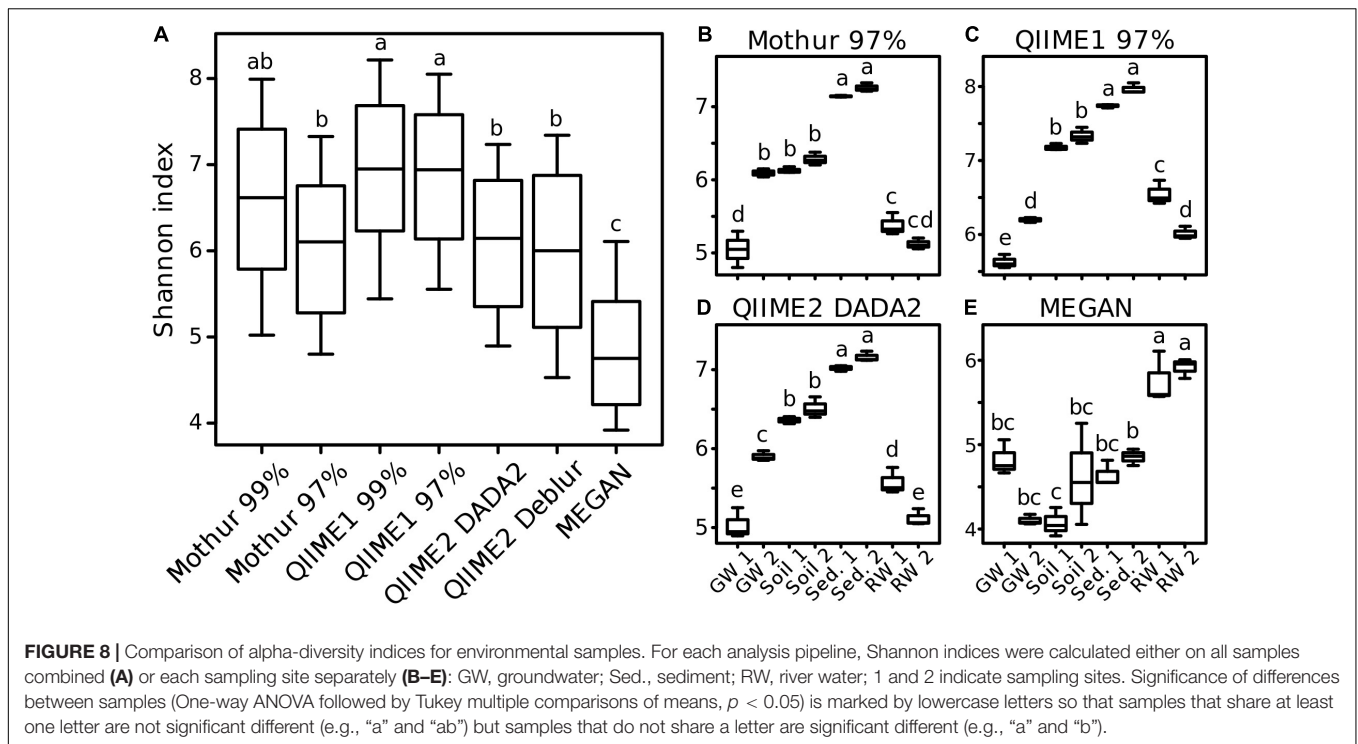 A
Shannon index
8
7
6
5
4
ab
b
a
a
b
b
c
Mothur 99%
Mothur 97%
QIIME1 99%
QIIME1 97%
QIIME2 DADA2
QIIME2 Deblur
MEGAN
B
Mothur 97%
7
6
5
d
b
b
b
a
a
c
cd
C
QIIME1 97%
8
7
6
e
d
b
b
a
a
c
d
D
QIIME2 DADA2
7
6
5
e
c
b
b
a
a
d
e
GW 1
GW 2
Soil 1
Soil 2
Sed. 1
Sed. 2
RW 1
RW 2
E
MEGAN
6
5
4
bc
bc
c
bc
bc
b
a
a
GW 1
GW 2
Soil 1
Soil 2
Sed. 1
Sed. 2
RW 1
RW 2
FIGURE 8 | Comparison of alpha-diversity indices for environmental samples. For each analysis pipeline, Shannon indices were calculated either on all samples
combined (A) or each sampling site separately (B–E): GW, groundwater; Sed., sediment; RW, river water; 1 and 2 indicate sampling sites. Significance of differences
between samples (One-way ANOVA followed by Tukey multiple comparisons of means, p < 0.05) is marked by lowercase letters so that samples that share at least
one letter are not significant different (e.g., “a” and “ab”) but samples that do not share a letter are significant different (e.g., “a” and “b”).